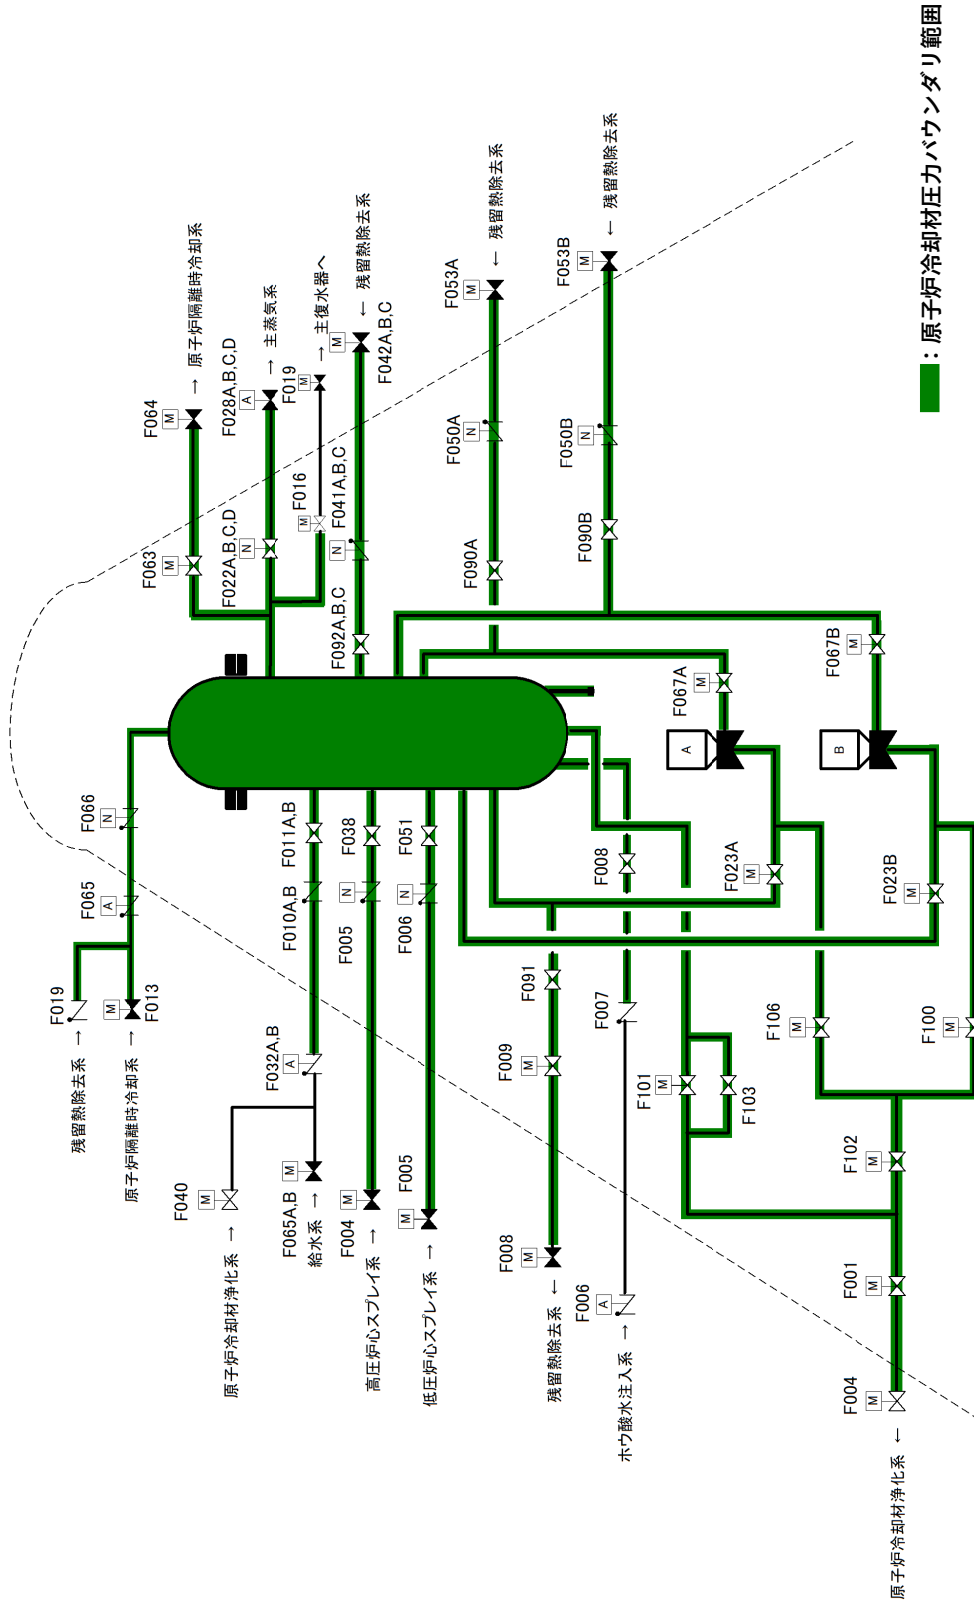 : 原子炉冷却材圧力バウンダリ範囲
F064
M
→ 原子炉隔離時冷却系
F063
M
F028A,B,C,D
A
→ 主蒸気系
F022A,B,C,D
N
F019
M
→ 主復水器へ
F016
M
F042A,B,C
M
← 残留熱除去系
F041A,B,C
N
F092A,B,C
F053A
M
← 残留熱除去系
F050A
N
F090A
F053B
M
← 残留熱除去系
F050B
N
F090B
F067A
M
F067B
M
A
B
F066
N
F065
A
F019
残留熱除去系 →
F013
M
原子炉隔離時冷却系 →
F011A,B
F010A,B
F032A,B
A
F040
M
原子炉冷却材浄化系 →
F065A,B
M
給水系 →
F038
F005
N
F004
M
高圧炉心スプレイ系 →
F051
F006
N
F005
M
低圧炉心スプレイ系 →
F091
F009
M
F008
M
残留熱除去系 ←
F008
F007
F006
A
ホウ酸水注入系 →
F023A
M
F023B
M
F101
M
F103
F106
M
F100
M
F102
M
F001
M
F004
M
原子炉冷却材浄化系 ←